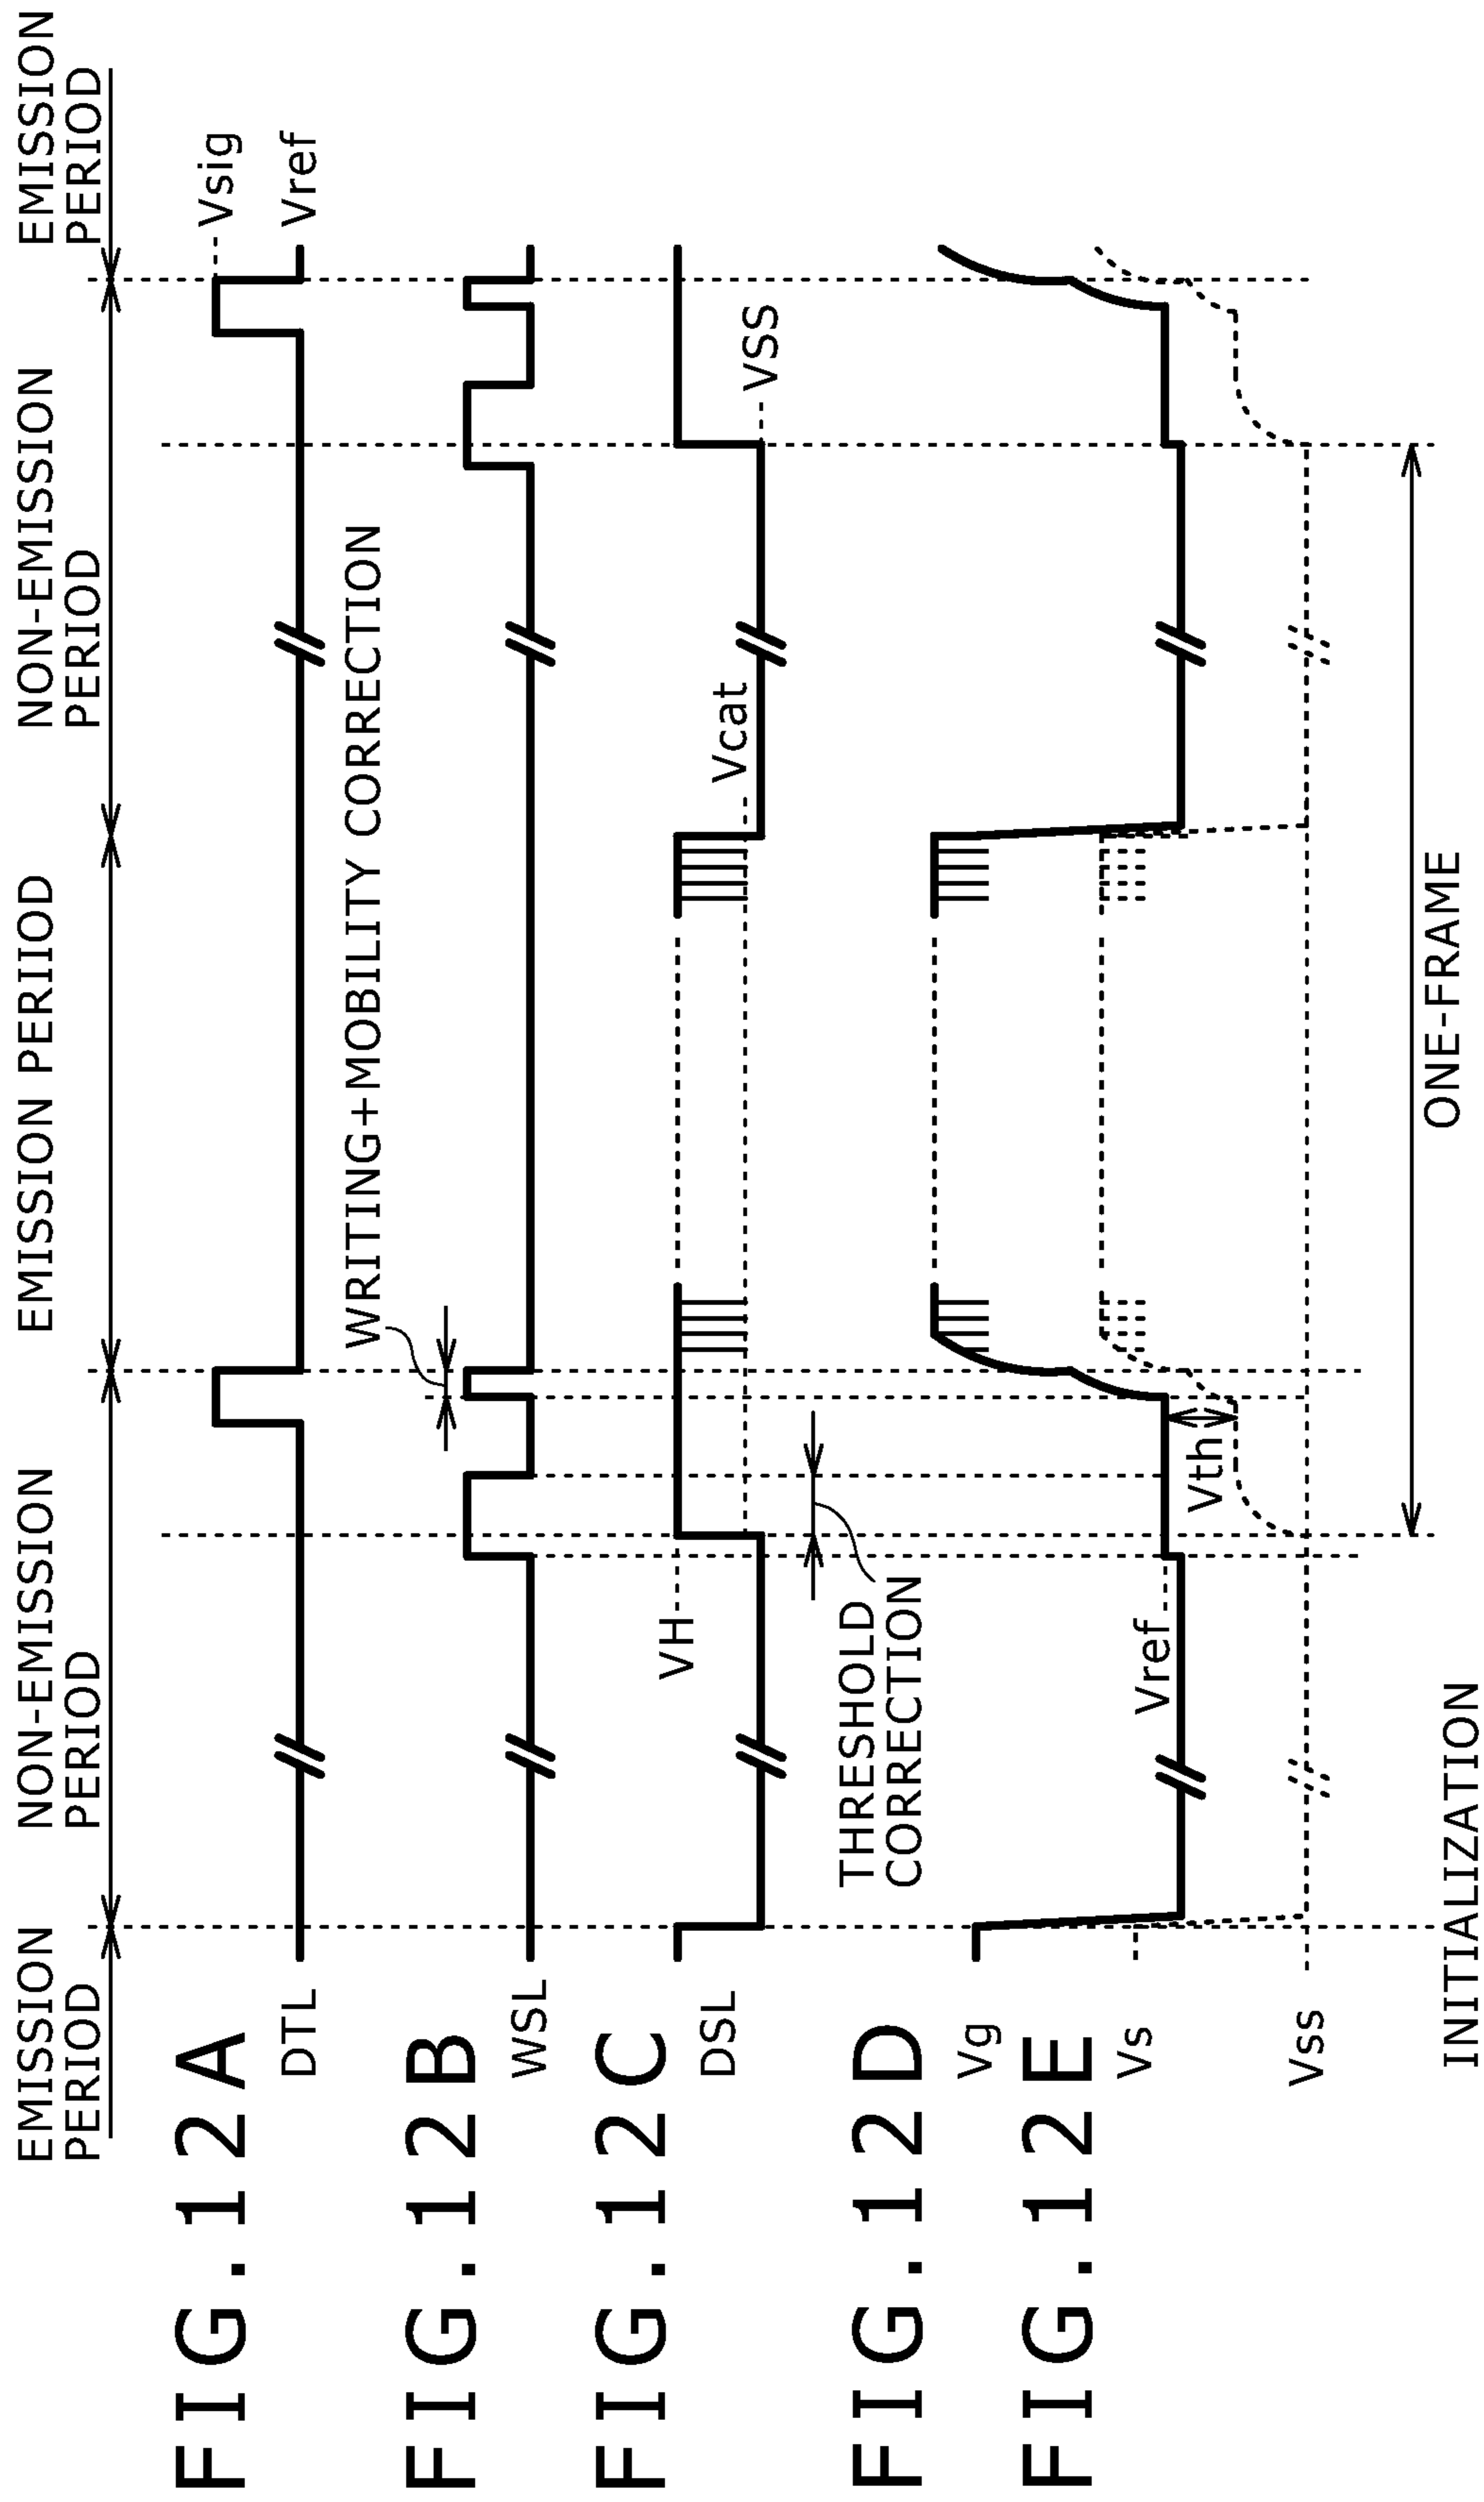 EMISSION
PERIOD
NON-EMISSION
PERIOD
EMISSION PERIOD
NON-EMISSION
PERIOD
EMISSION
PERIOD
FIG.12A
DTL
Vsig
Vref
WRITING+MOBILITY CORRECTION
FIG.12B
WSL
FIG.12C
DSL
VH
Vcat
VSS
THRESHOLD
CORRECTION
FIG.12D
Vg
Vref
Vth
FIG.12E
Vs
Vss
ONE-FRAME
INITIALIZATION